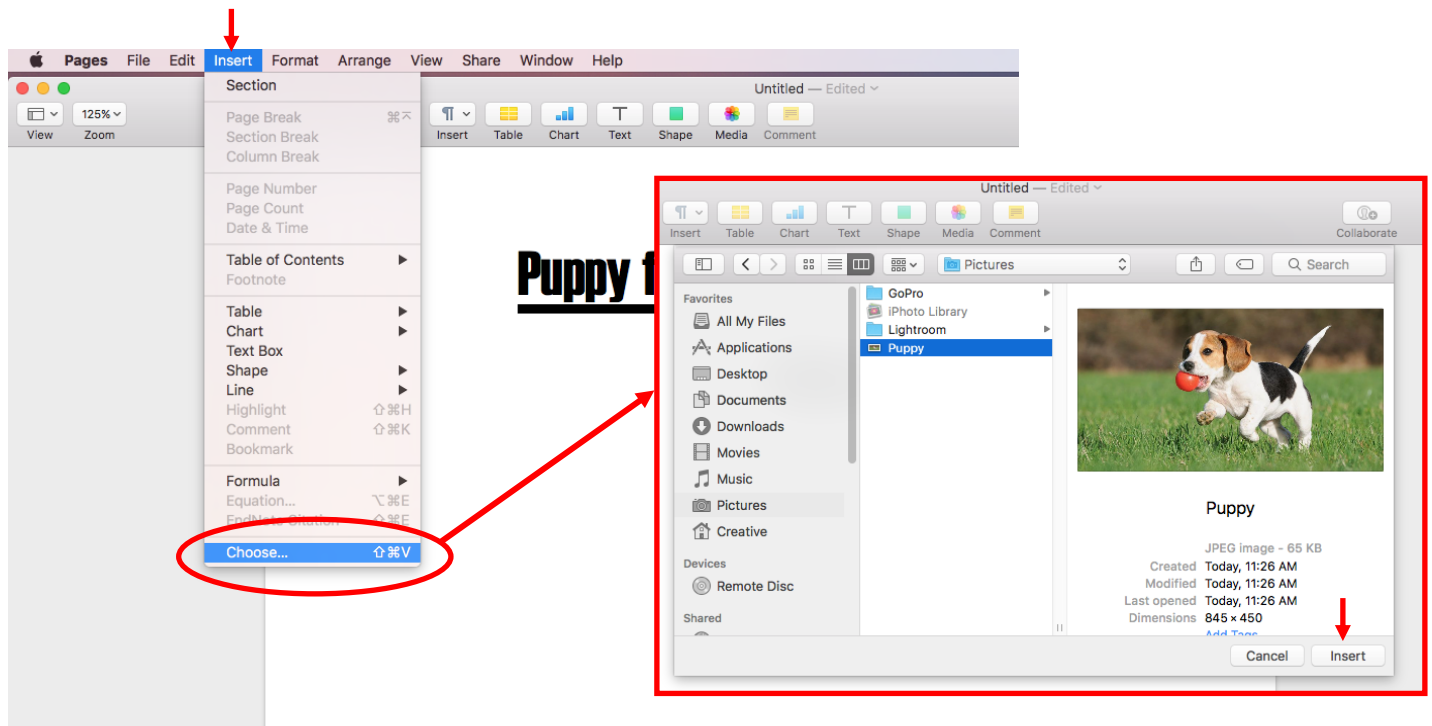 Pages File Edit Insert Format Arrange View Share Window Help
Untitled — Edited
125%
View Zoom
Insert Table Chart Text Shape Media Comment
Section
Page Break ⌘⌅
Section Break
Column Break
Page Number
Page Count
Date & Time
Table of Contents
Footnote
Table
Chart
Text Box
Shape
Line
Highlight ⇧⌘H
Comment ⇧⌘K
Bookmark
Formula
Equation... ⌥⌘E
EndNote Citation ⇧⌘E
Choose... ⇧⌘V
Puppy f
Untitled — Edited
Insert Table Chart Text Shape Media Comment Collaborate
Pictures
Search
Favorites
All My Files
Applications
Desktop
Documents
Downloads
Movies
Music
Pictures
Creative
Devices
Remote Disc
Shared
GoPro
iPhoto Library
Lightroom
Puppy
Puppy
JPEG image - 65 KB
Created Today, 11:26 AM
Modified Today, 11:26 AM
Last opened Today, 11:26 AM
Dimensions 845 × 450
Add Tags...
Cancel Insert